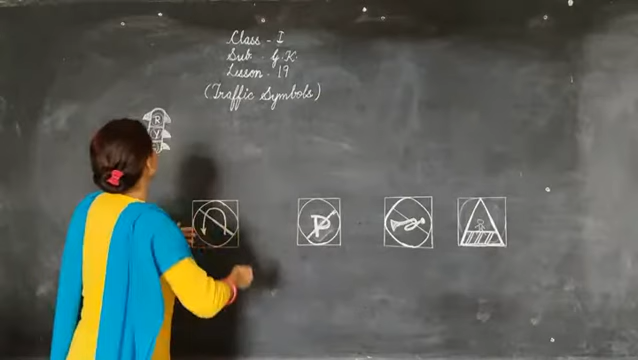 Class - I
Sub - G.K.
Lesson - 19
(Traffic Symbols)
R
Y
P